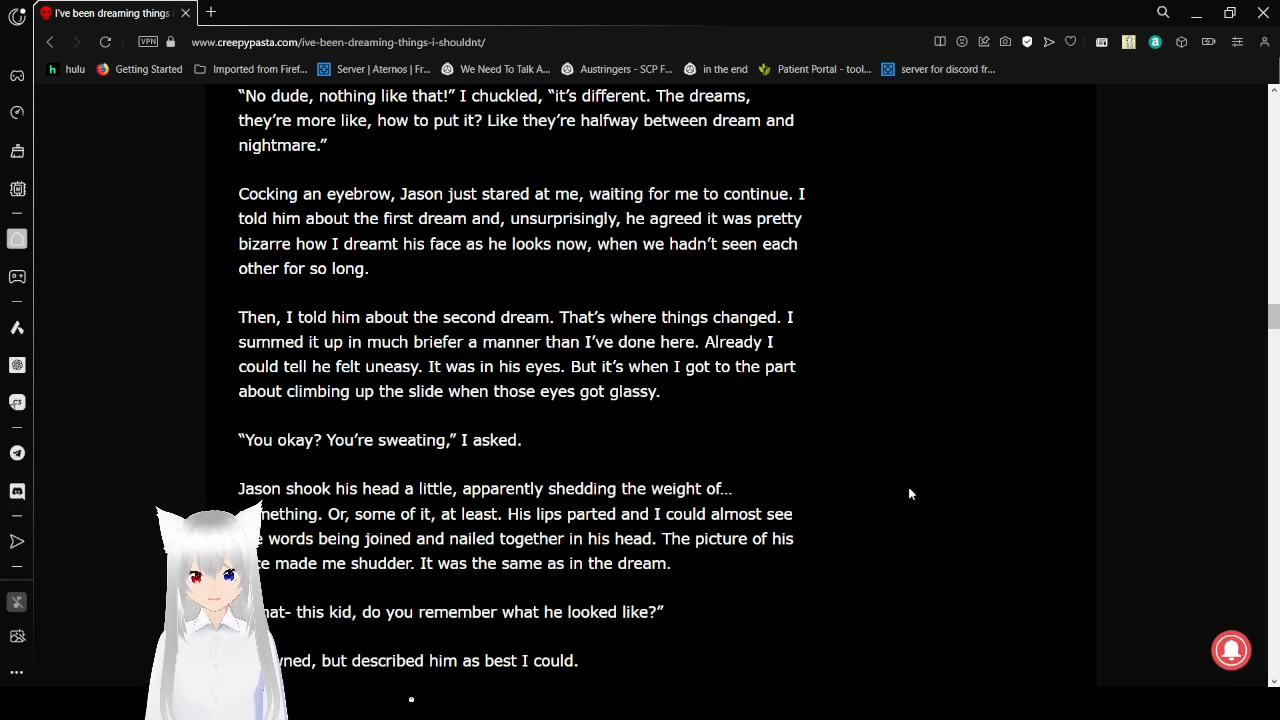 I've been dreaming things
VPN
www.creepypasta.com/ive-been-dreaming-things-i-shouldnt/
h hulu Getting Started Imported from Firef... Server | Aternos | Fr... We Need To Talk A... Austringers - SCP F... in the end Patient Portal - tool... server for discord fr...
“No dude, nothing like that!” I chuckled, “it’s different. The dreams,
they’re more like, how to put it? Like they’re halfway between dream and
nightmare.”
Cocking an eyebrow, Jason just stared at me, waiting for me to continue. I
told him about the first dream and, unsurprisingly, he agreed it was pretty
bizarre how I dreamt his face as he looks now, when we hadn’t seen each
other for so long.
Then, I told him about the second dream. That’s where things changed. I
summed it up in much briefer a manner than I’ve done here. Already I
could tell he felt uneasy. It was in his eyes. But it’s when I got to the part
about climbing up the slide when those eyes got glassy.
“You okay? You’re sweating,” I asked.
Jason shook his head a little, apparently shedding the weight of...
mething. Or, some of it, at least. His lips parted and I could almost see
words being joined and nailed together in his head. The picture of his
made me shudder. It was the same as in the dream.
hat- this kid, do you remember what he looked like?”
wned, but described him as best I could.